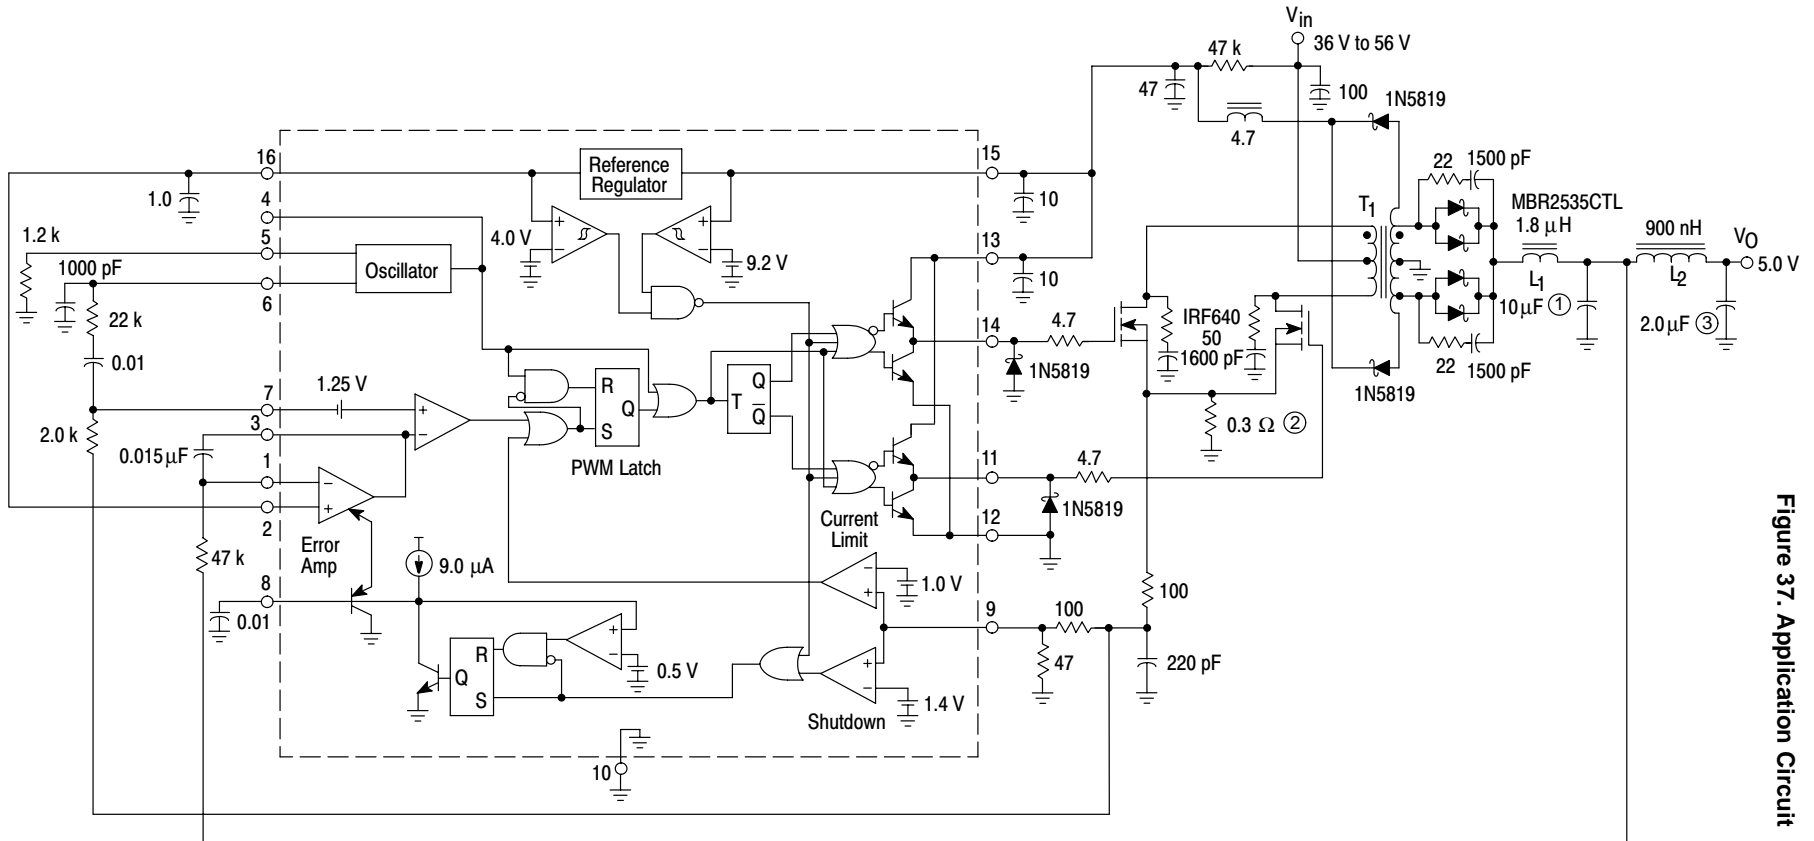 Vin
36 V to 56 V
47 k
47
100
1N5819
4.7
16
Reference
Regulator
15
1.0
10
4
4.0 V
9.2 V
22
1500 pF
MBR2535CTL
1.8 µH
T1
900 nH
VO
5.0 V
1.2 k
5
Oscillator
13
10
L1
L2
1000 pF
6
10 µF ①
2.0 µF ③
22 k
14
4.7
IRF640
50
1600 pF
1N5819
22
1500 pF
1N5819
0.01
1.25 V
7
+
−
R
Q
S
T
Q
Q
0.3 Ω ②
2.0 k
3
0.015 µF
PWM Latch
1
−
+
2
11
4.7
1N5819
12
Error
Amp
Current
Limit
47 k
9.0 µA
1.0 V
8
0.01
100
9
100
47
220 pF
R
Q
S
0.5 V
1.4 V
Shutdown
10
Figure 37. Application Circuit